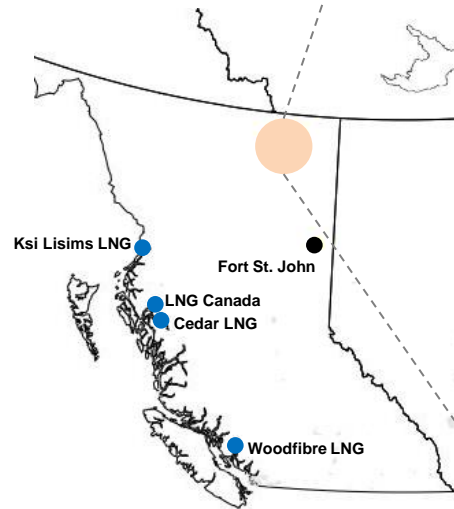 Ksi Lisims LNG
Fort St. John
LNG Canada
Cedar LNG
Woodfibre LNG